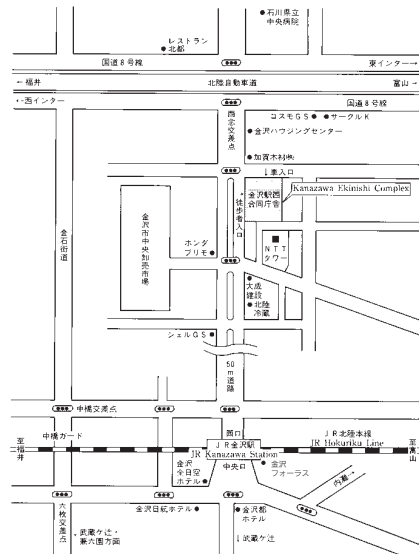 石川県立
中央病院
レストラン
北都
国道8号線
東インター→
←福井
北陸自動車道
富山→
←西インター
国道8号線
コスモGS
サークルK
南志交差点
金沢ハウジングセンター
加賀木材㈱
↓車入口
金沢駅西
合同庁舎
Kanazawa Ekinishi Complex
徒歩者入口
金沢市中央卸売市場
金石街道
NTT
タワー
ホンダ
プリモ
大成
建設
北陸
冷蔵
シェルGS
50m道路
中橋交差点
中橋ガード
西口
JR北陸本線
JR Hokuriku Line
至福井
JR金沢駅
JR Kanazawa Station
至富山
金沢
全日空
ホテル
中央口
金沢
フォーラス
内灘→
六枚交差点
金沢日航ホテル
金沢都
ホテル
↓武蔵ケ辻・
兼六園方面
↓武蔵ケ辻